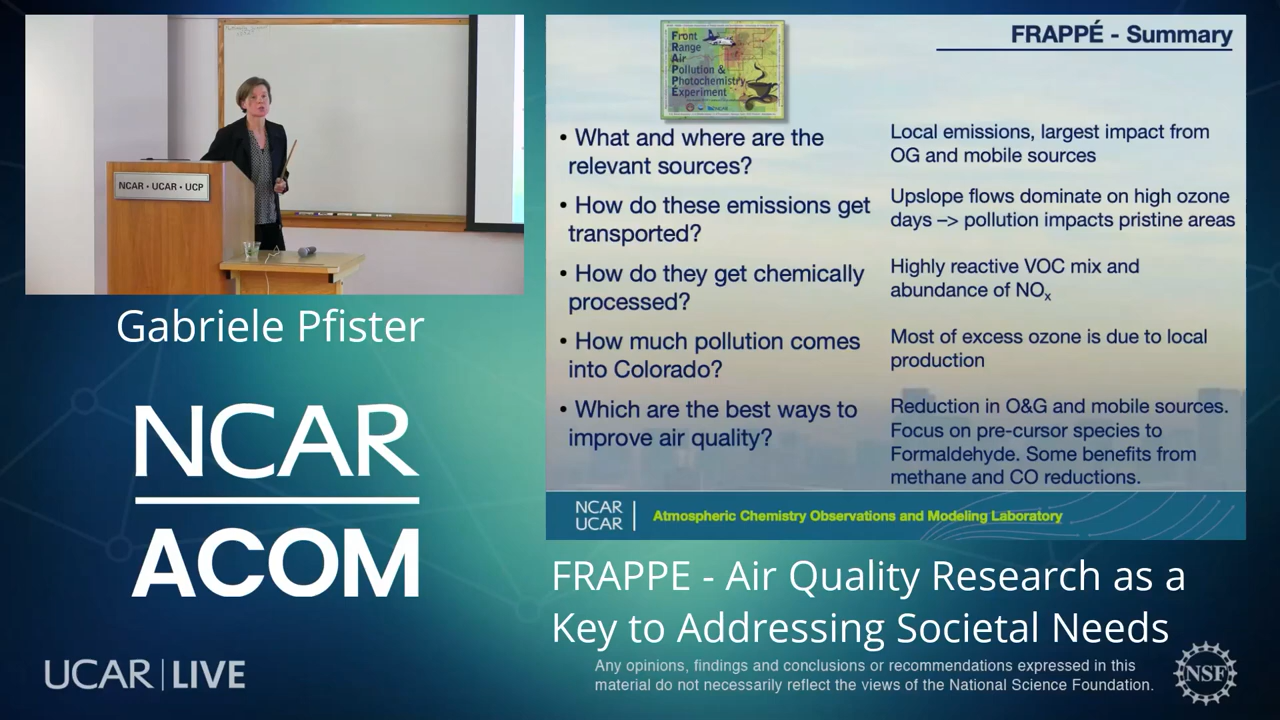 NCAR • UCAR • UCP
Gabriele Pfister
NCAR
ACOM
UCAR | LIVE
FRAPPÉ - Summary
Front
Range
Air
Pollution &
Photochemistry
Experiment
• What and where are the
relevant sources?
Local emissions, largest impact from
OG and mobile sources
• How do these emissions get
transported?
Upslope flows dominate on high ozone
days –> pollution impacts pristine areas
• How do they get chemically
processed?
Highly reactive VOC mix and
abundance of NOx
• How much pollution comes
into Colorado?
Most of excess ozone is due to local
production
• Which are the best ways to
improve air quality?
Reduction in O&G and mobile sources.
Focus on pre-cursor species to
Formaldehyde. Some benefits from
methane and CO reductions.
NCAR
UCAR
Atmospheric Chemistry Observations and Modeling Laboratory
FRAPPE - Air Quality Research as a
Key to Addressing Societal Needs
Any opinions, findings and conclusions or recommendations expressed in this
material do not necessarily reflect the views of the National Science Foundation.
NSF